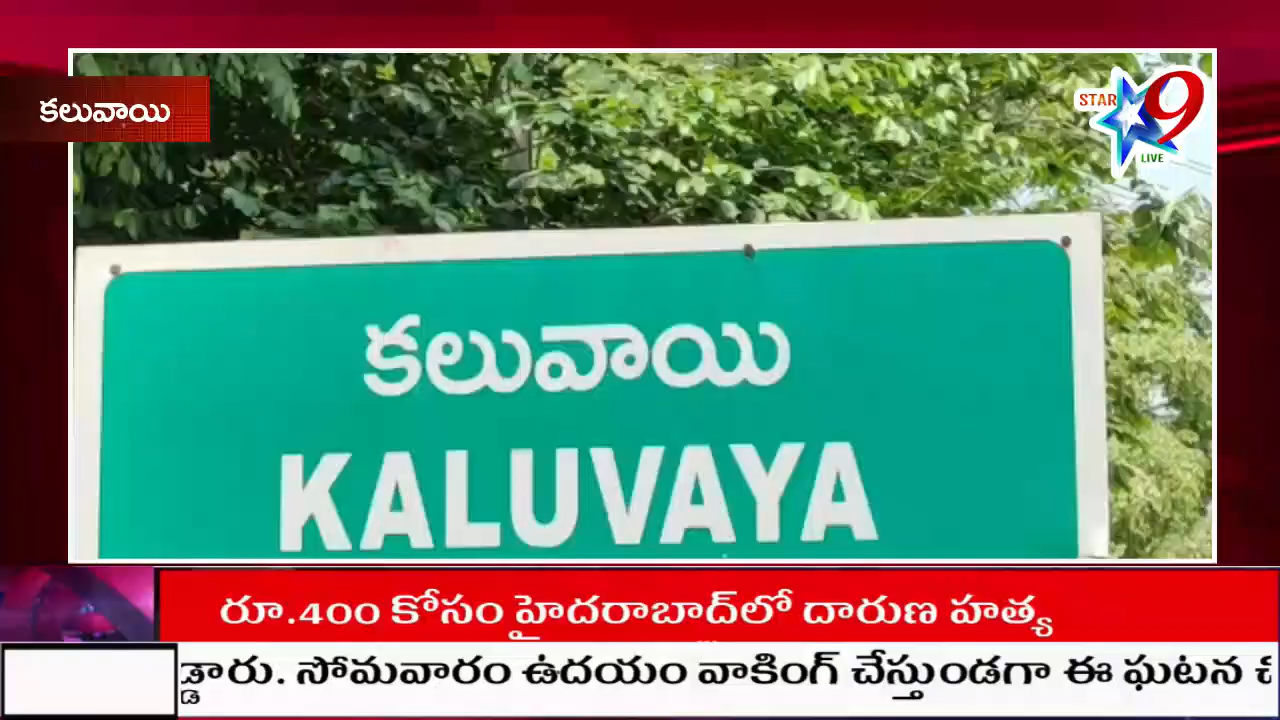 కలువాయి
STAR 9
LIVE
కలువాయి
KALUVAYA
రూ.400 కోసం హైదరాబాద్‌లో దారుణ హత్య
డ్డారు. సోమవారం ఉదయం వాకింగ్ చేస్తుండగా ఈ ఘటన